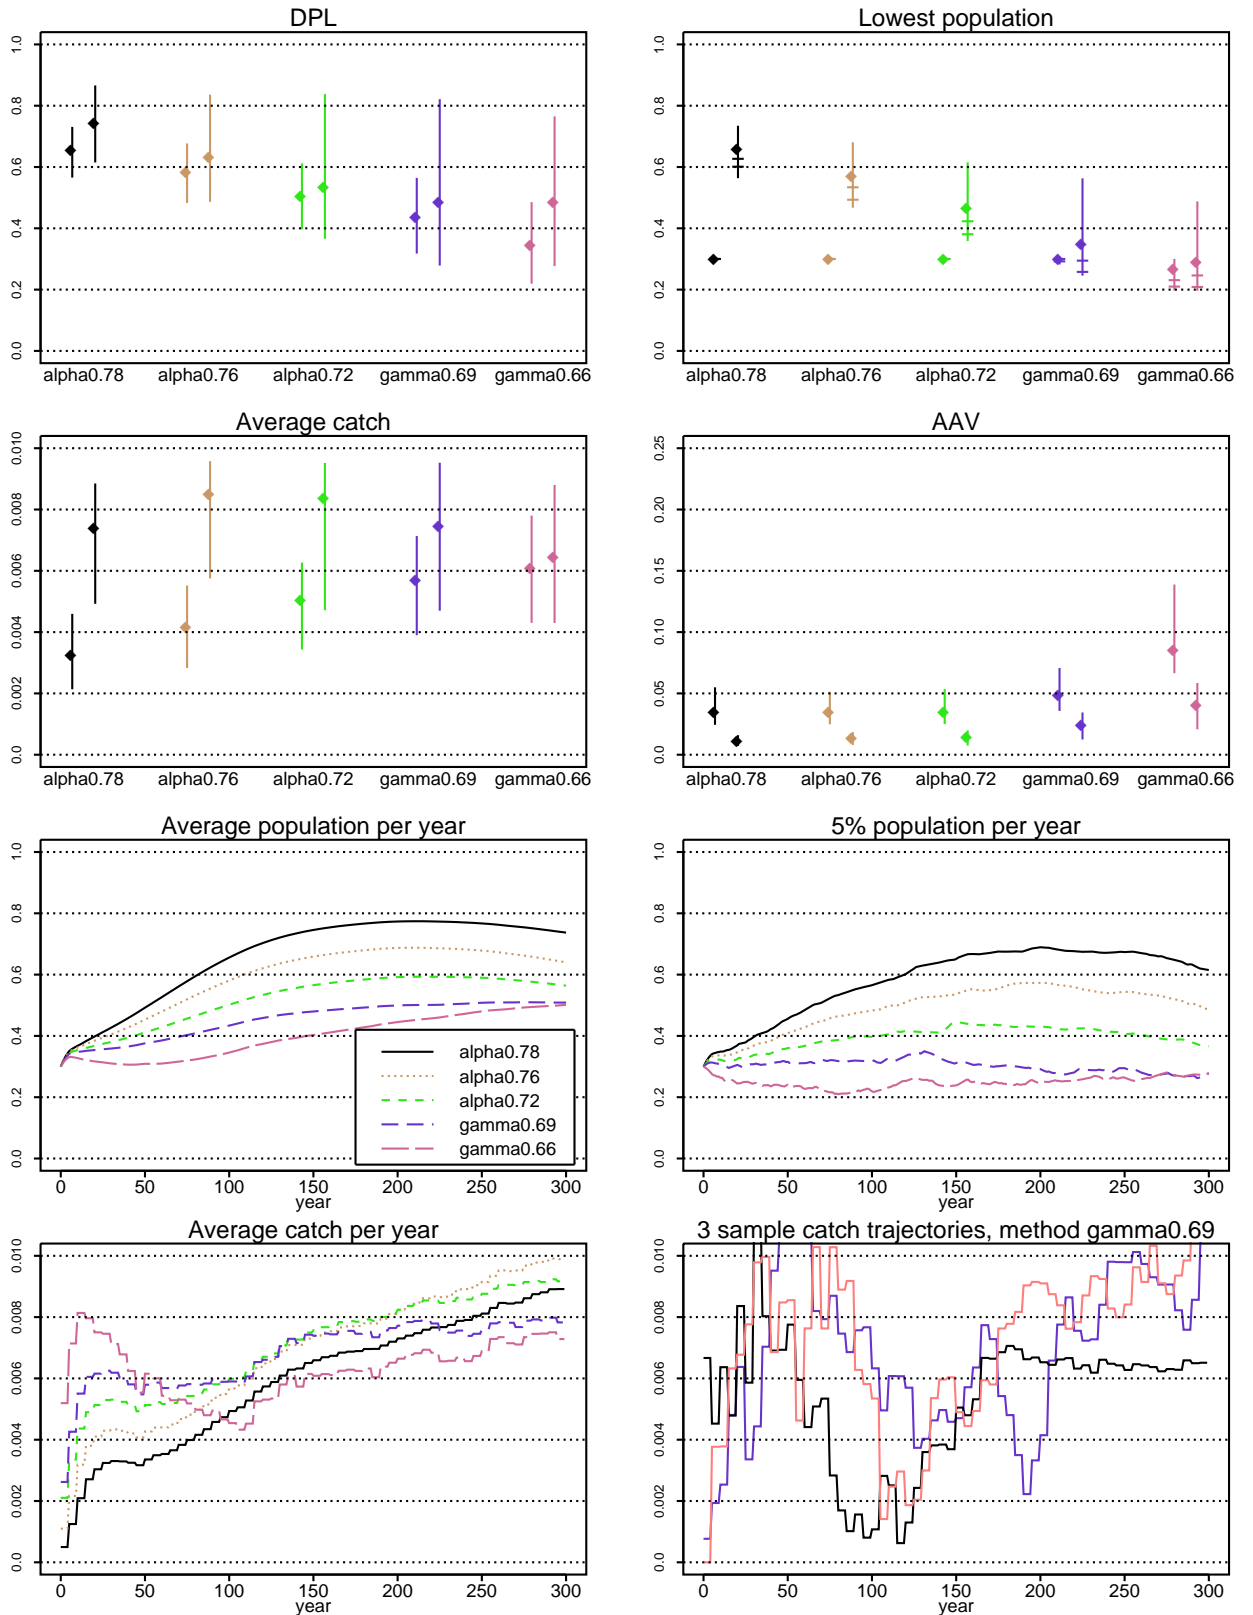 DPL
1.0
0.8
0.6
0.4
0.2
0.0
alpha0.78 alpha0.76 alpha0.72 gamma0.69 gamma0.66
Lowest population
1.0
0.8
0.6
0.4
0.2
0.0
alpha0.78 alpha0.76 alpha0.72 gamma0.69 gamma0.66
Average catch
0.010
0.008
0.006
0.004
0.002
0.0
alpha0.78 alpha0.76 alpha0.72 gamma0.69 gamma0.66
AAV
0.25
0.20
0.15
0.10
0.05
0.0
alpha0.78 alpha0.76 alpha0.72 gamma0.69 gamma0.66
Average population per year
1.0
0.8
0.6
0.4
0.2
0.0
alpha0.78
alpha0.76
alpha0.72
gamma0.69
gamma0.66
0 50 100 150 200 250 300
year
5% population per year
1.0
0.8
0.6
0.4
0.2
0.0
0 50 100 150 200 250 300
year
Average catch per year
0.010
0.008
0.006
0.004
0.002
0.0
0 50 100 150 200 250 300
year
3 sample catch trajectories, method gamma0.69
0.010
0.008
0.006
0.004
0.002
0.0
0 50 100 150 200 250 300
year